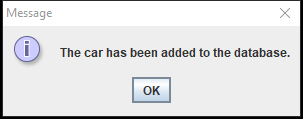 Message
The car has been added to the database.
OK